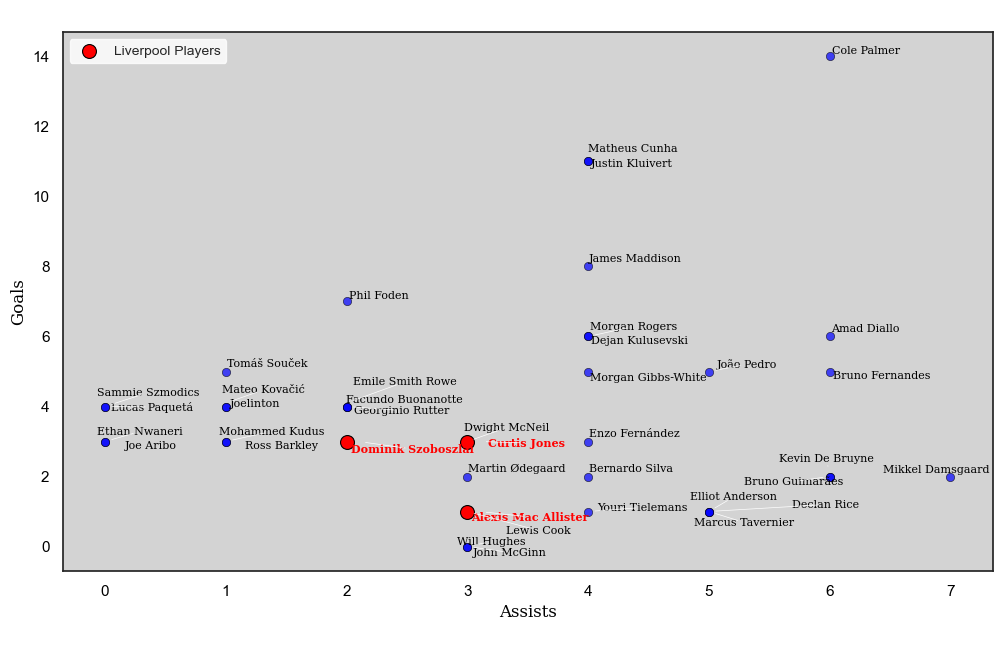 Liverpool Players
14
12
10
8
6
4
2
0
Goals
Cole Palmer
Matheus Cunha
Justin Kluivert
James Maddison
Phil Foden
Morgan Rogers
Dejan Kulusevski
Amad Diallo
Tomáš Souček
João Pedro
Morgan Gibbs-White
Bruno Fernandes
Emile Smith Rowe
Sammie Szmodics
Mateo Kovačić
Facundo Buonanotte
Lucas Paquetá
Joelinton
Georginio Rutter
Ethan Nwaneri
Mohammed Kudus
Dwight McNeil
Enzo Fernández
Joe Aribo
Ross Barkley
Dominik Szoboszlai
Curtis Jones
Kevin De Bruyne
Martin Ødegaard
Bernardo Silva
Mikkel Damsgaard
Bruno Guimarães
Elliot Anderson
Youri Tielemans
Declan Rice
Alexis Mac Allister
Marcus Tavernier
Lewis Cook
Will Hughes
John McGinn
0 1 2 3 4 5 6 7
Assists